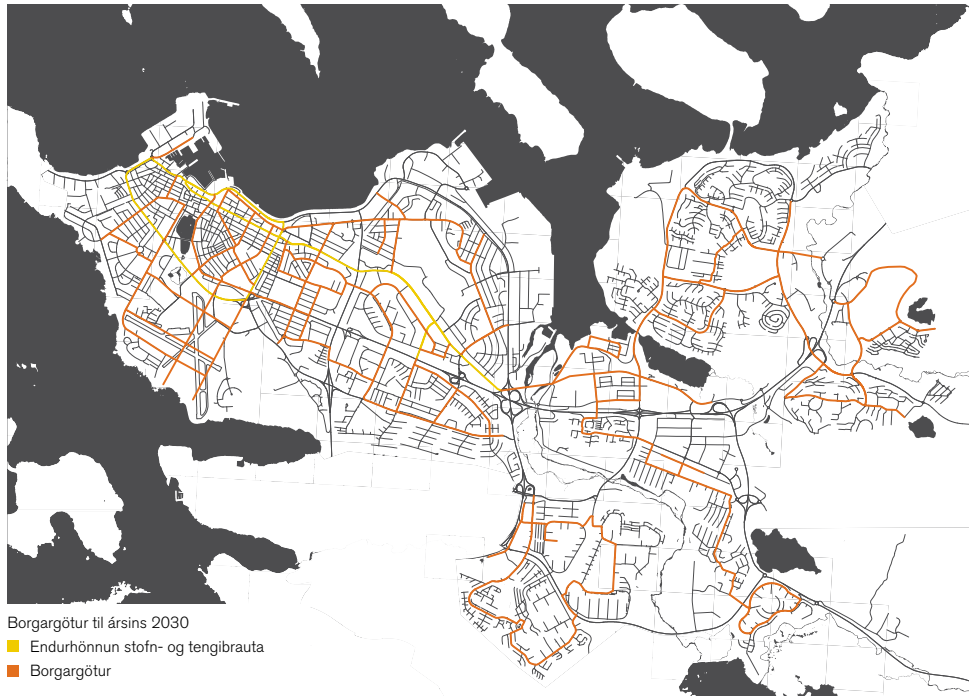 Borgargötur til ársins 2030
Endurhönnun stofn- og tengibrauta
Borgargötur